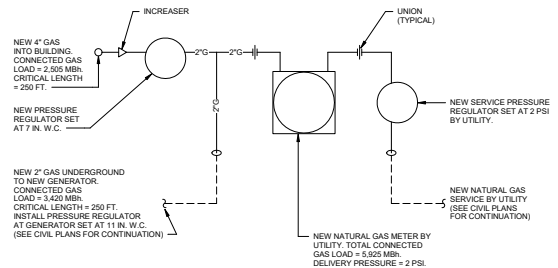 INCREASER
NEW 4" GAS
INTO BUILDING.
CONNECTED GAS
LOAD = 2,505 MBh.
CRITICAL LENGTH
= 250 FT.
UNION
(TYPICAL)
2"G
2"G
2"G
NEW PRESSURE
REGULATOR SET
AT 7 IN. W.C.
NEW SERVICE PRESSURE
REGULATOR SET AT 2 PSI
BY UTILITY.
NEW 2" GAS UNDERGROUND
TO NEW GENERATOR.
CONNECTED GAS
LOAD = 3,420 MBh.
CRITICAL LENGTH = 250 FT.
INSTALL PRESSURE REGULATOR
AT GENERATOR SET AT 11 IN. W.C.
(SEE CIVIL PLANS FOR CONTINUATION)
NEW NATURAL GAS
SERVICE BY UTILITY
(SEE CIVIL PLANS
FOR CONTINUATION)
NEW NATURAL GAS METER BY
UTILITY. TOTAL CONNECTED
GAS LOAD = 5,925 MBh.
DELIVERY PRESSURE = 2 PSI.